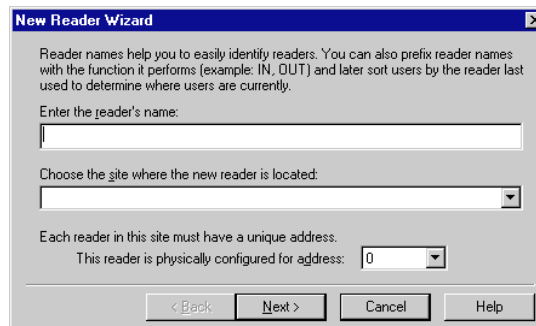 New Reader Wizard
Reader names help you to easily identify readers. You can also prefix reader names
with the function it performs (example: IN, OUT) and later sort users by the reader last
used to determine where users are currently.
Enter the reader's name:
Choose the site where the new reader is located:
Each reader in this site must have a unique address.
This reader is physically configured for address: 0
< Back Next > Cancel Help